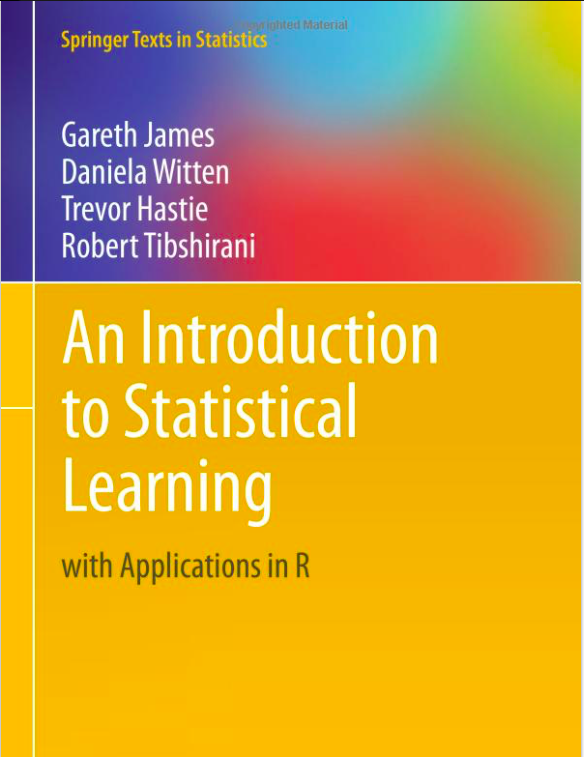 Springer Texts in Statistics
Copyrighted Material
Gareth James
Daniela Witten
Trevor Hastie
Robert Tibshirani
An Introduction
to Statistical
Learning
with Applications in R